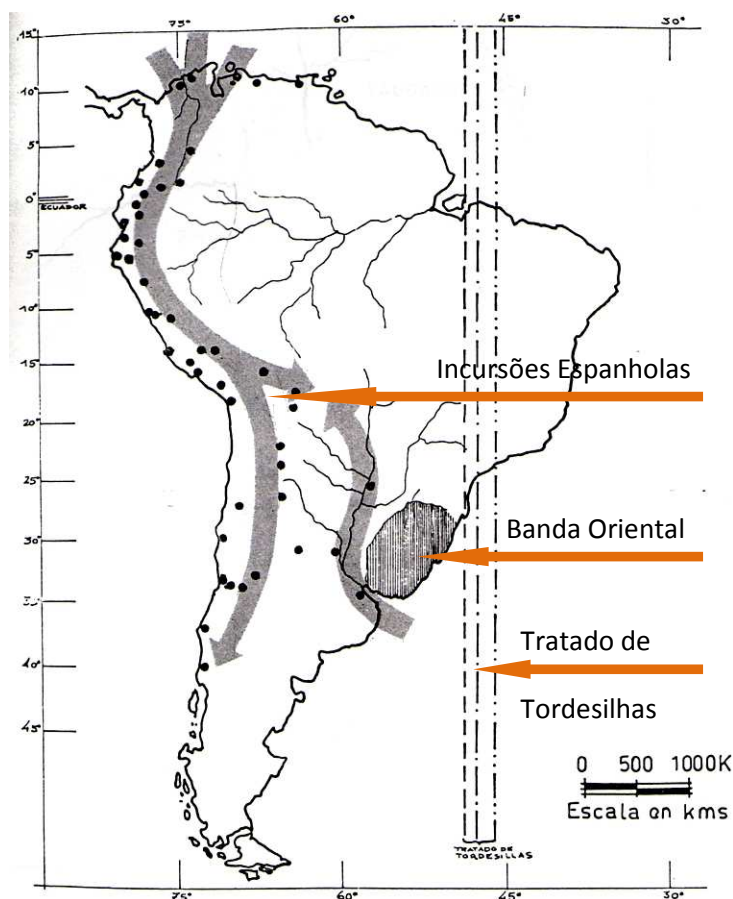 75° 60° 45° 30°
15°
10°
5°
0°
ECUADOR
5°
10°
15°
Incursões Espanholas
20°
25°
Banda Oriental
30°
35°
Tratado de
40°
Tordesilhas
45°
0 500 1000K
Escala en kms
TRATADO DE
TORDESILLAS
75° 60° 45° 30°